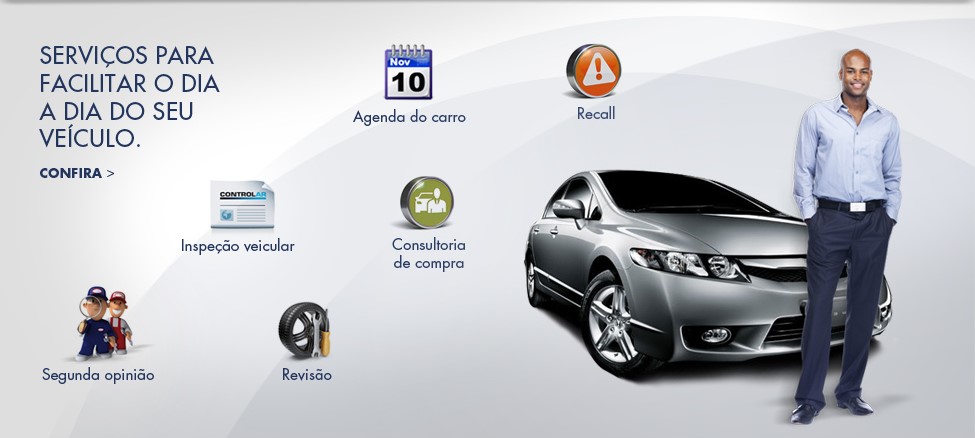 SERVIÇOS PARA
FACILITAR O DIA
A DIA DO SEU
VEÍCULO.
CONFIRA >
Nov
10
Agenda do carro
Recall
CONTROLAR
Inspeção veicular
Consultoria
de compra
Segunda opinião
Revisão